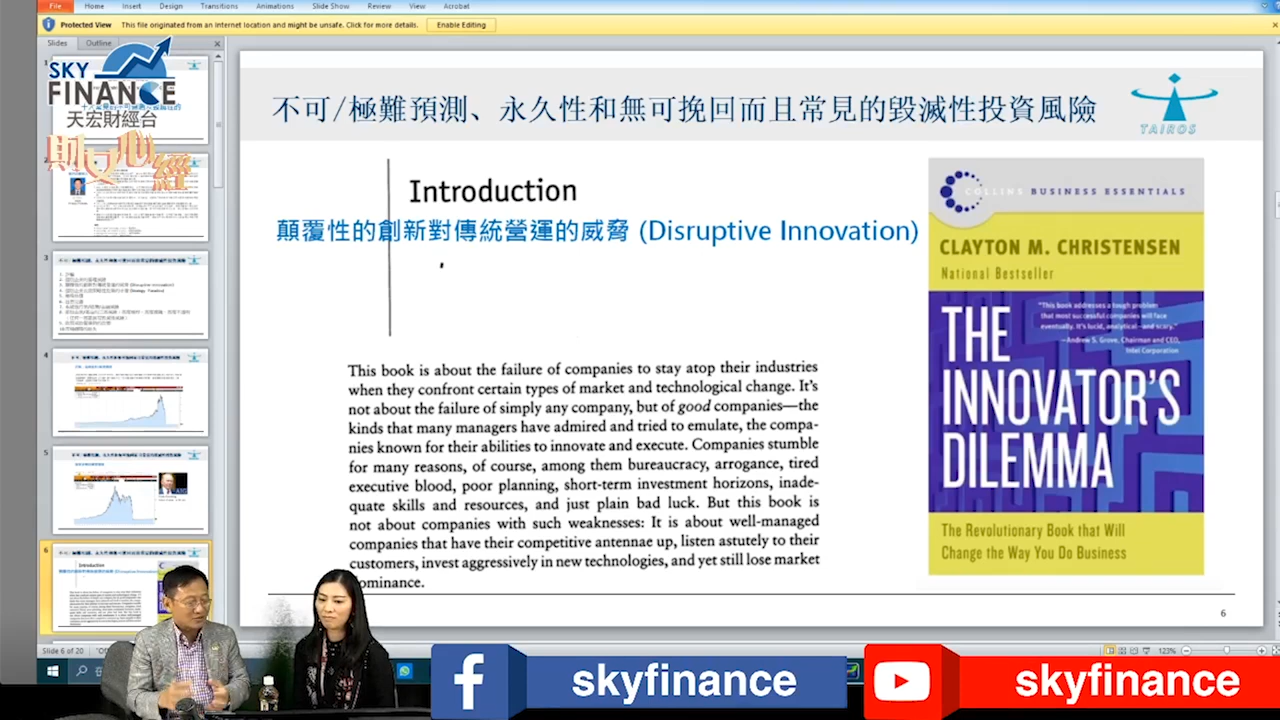 File Home Insert Design Transitions Animations Slide Show Review View Acrobat
Protected View This file originated from an Internet location and might be unsafe. Click for more details. Enable Editing
Slides Outline
SKY
FINANCE
天宏財經台
財女心經
不可/極難預測、永久性和無可挽回而且常見的毀滅性投資風險
TAIROS
Introduction
顛覆性的創新對傳統營運的威脅 (Disruptive Innovation)
This book is about the failure of companies to stay atop their industries
when they confront certain types of market and technological change. It's
not about the failure of simply any company, but of good companies—the
kinds that many managers have admired and tried to emulate, the compa-
nies known for their abilities to innovate and execute. Companies stumble
for many reasons, of course, among them bureaucracy, arrogance, tired
executive blood, poor planning, short-term investment horizons, inade-
quate skills and resources, and just plain bad luck. But this book is
not about companies with such weaknesses: It is about well-managed
companies that have their competitive antennae up, listen astutely to their
customers, invest aggressively in new technologies, and yet still lose market
dominance.
COLLINS BUSINESS ESSENTIALS
CLAYTON M. CHRISTENSEN
National Bestseller
"This book addresses a tough problem
that most successful companies will face
eventually. It's lucid, analytical—and scary."
—Andrew S. Grove, Chairman and CEO,
Intel Corporation
THE
INNOVATOR'S
DILEMMA
The Revolutionary Book that Will
Change the Way You Do Business
6
1
2
3
4
5
6
Slide 6 of 20
123%
skyfinance
skyfinance